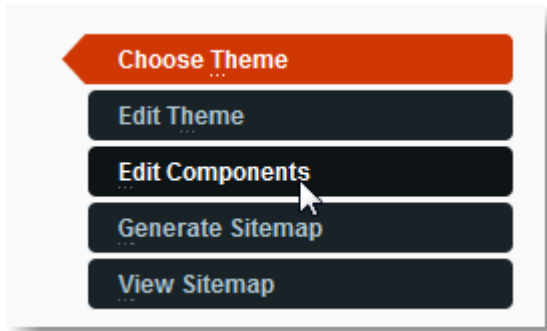 Choose Theme
Edit Theme
Edit Components
Generate Sitemap
View Sitemap